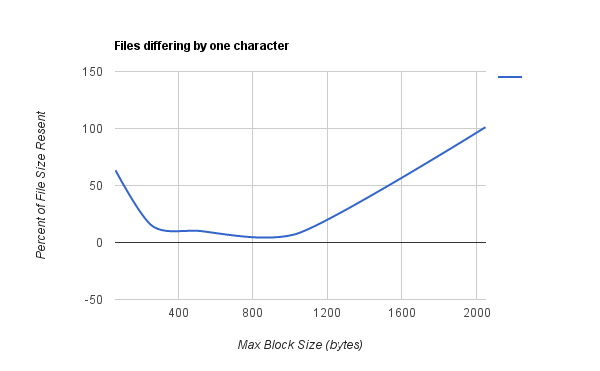 Files differing by one character
150
100
50
0
-50
Percent of File Size Resent
400 800 1200 1600 2000
Max Block Size (bytes)